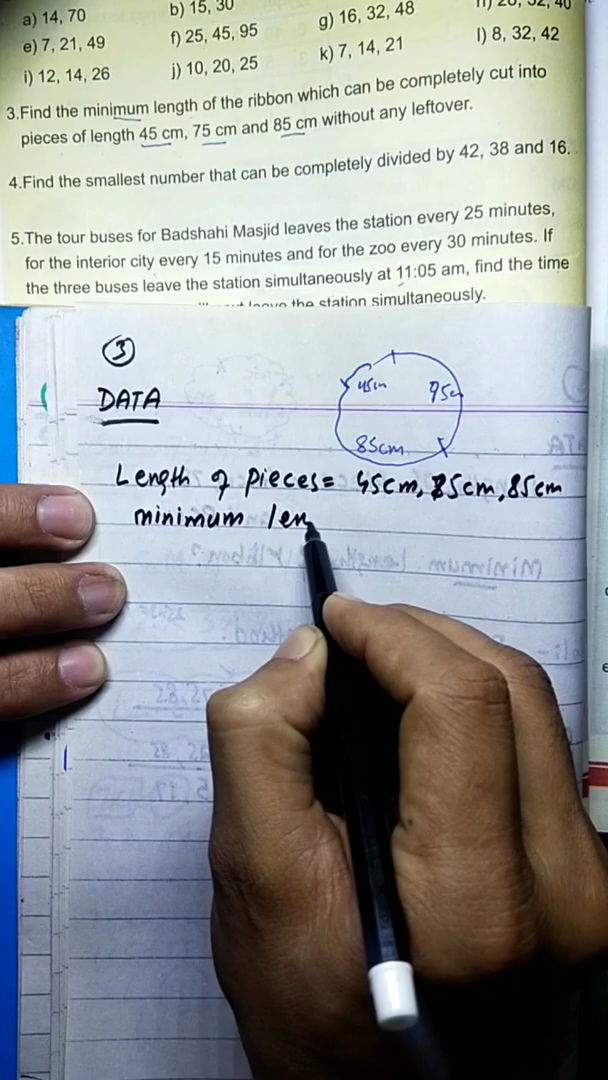 a) 14, 70 b) 15, 30 g) 16, 32, 48
e) 7, 21, 49 f) 25, 45, 95 k) 7, 14, 21 l) 8, 32, 42
i) 12, 14, 26 j) 10, 20, 25
3.Find the minimum length of the ribbon which can be completely cut into
pieces of length 45 cm, 75 cm and 85 cm without any leftover.
4.Find the smallest number that can be completely divided by 42, 38 and 16.
5.The tour buses for Badshahi Masjid leaves the station every 25 minutes,
for the interior city every 15 minutes and for the zoo every 30 minutes. If
the three buses leave the station simultaneously at 11:05 am, find the time
the station simultaneously.
3
DATA
45cm 75c
85cm
Length of pieces= 45cm, 75cm, 85cm
minimum len